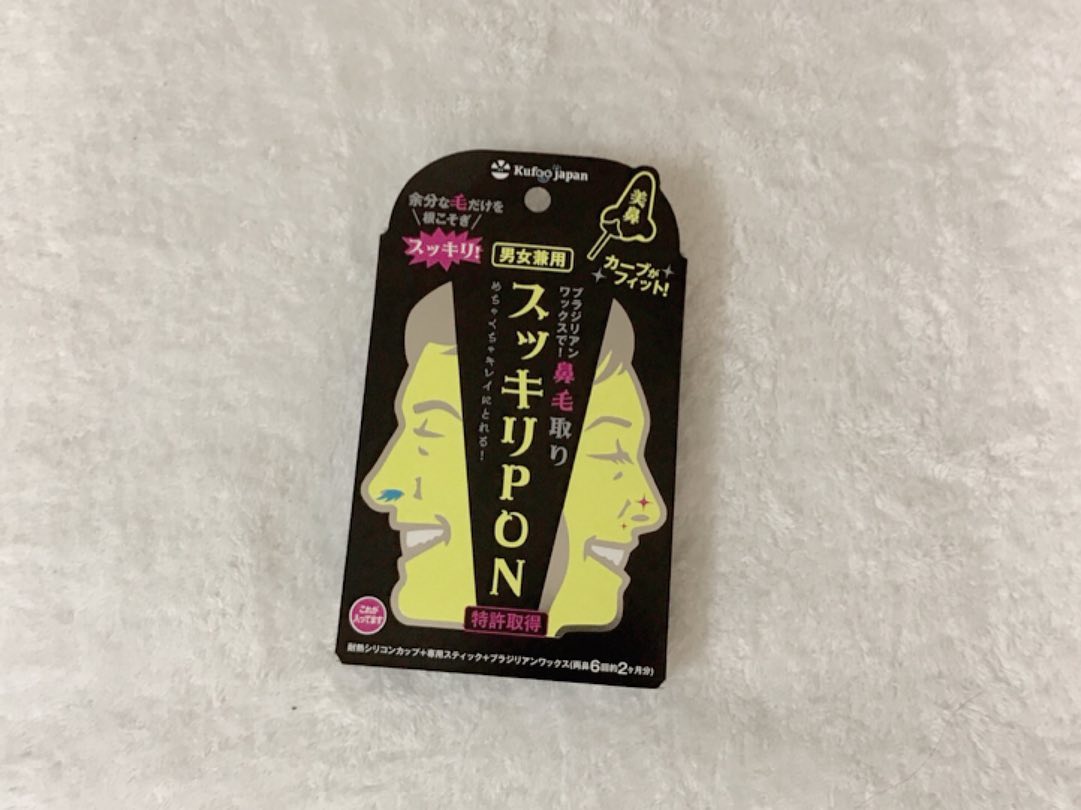 Kufoo japan
余分な毛だけを
根こそぎ
スッキリ!
美鼻
カーブが
フィット!
男女兼用
ブラジリアン
ワックスで!
鼻毛取り
スッキリPON
めちゃくちゃキレイにとれる!
特許取得
これが
入ってます
耐熱シリコンカップ+専用スティック+ブラジリアンワックス(両鼻6回約2ヶ月分)